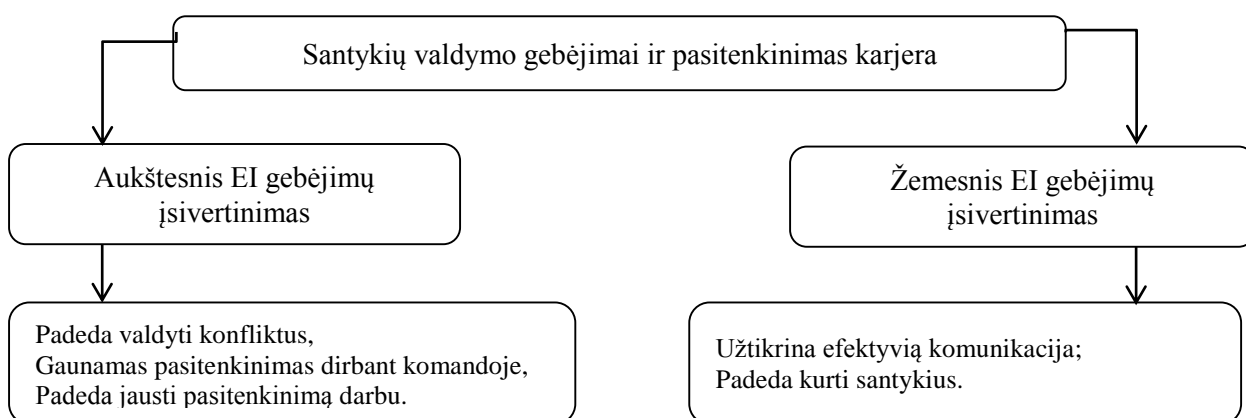 Santykių valdymo gebėjimai ir pasitenkinimas karjera
Aukštesnis EI gebėjimų
įsivertinimas
Žemesnis EI gebėjimų
įsivertinimas
Padeda valdyti konfliktus,
Gaunamas pasitenkinimas dirbant komandoje,
Padeda jausti pasitenkinimą darbu.
Užtikrina efektyvią komunikacija;
Padeda kurti santykius.